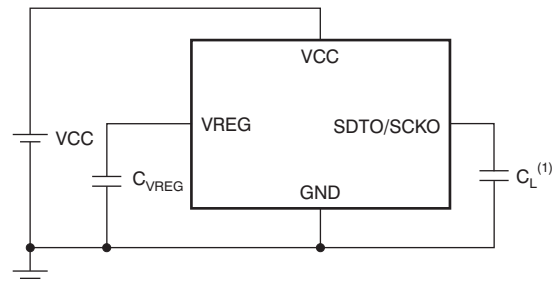 VCC
VREG
SDTO/SCKO
VCC
C_VREG
C_L^(1)
GND